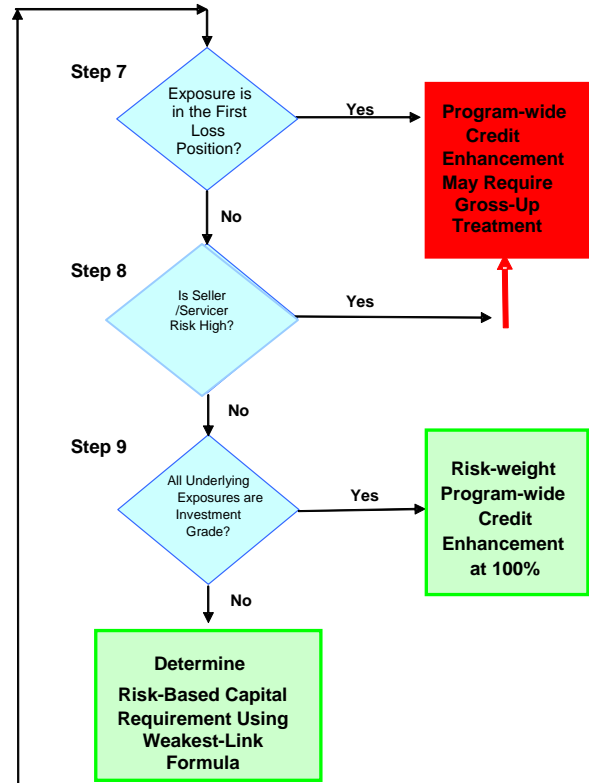 Step 7
Exposure is
in the First
Loss
Position?
Yes
Program-wide
Credit
Enhancement
May Require
Gross-Up
Treatment
No
Step 8
Is Seller
/Servicer
Risk High?
Yes
No
Step 9
All Underlying
Exposures are
Investment
Grade?
Yes
Risk-weight
Program-wide
Credit
Enhancement
at 100%
No
Determine
Risk-Based Capital
Requirement Using
Weakest-Link
Formula